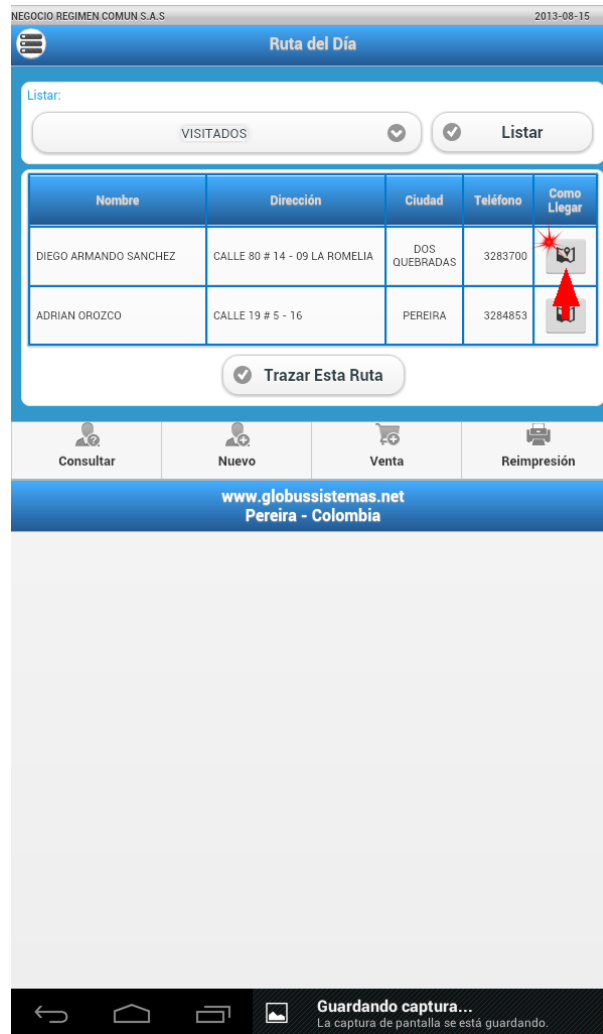 NEGOCIO REGIMEN COMUN S.A.S 2013-08-15
Ruta del Día
Listar:
VISITADOS Listar
Nombre Dirección Ciudad Teléfono Como Llegar
DIEGO ARMANDO SANCHEZ CALLE 80 # 14 - 09 LA ROMELIA DOS QUEBRADAS 3283700
ADRIAN OROZCO CALLE 19 # 5 - 16 PEREIRA 3284853
Trazar Esta Ruta
Consultar Nuevo Venta Reimpresión
www.globussistemas.net
Pereira - Colombia
Guardando captura...
La captura de pantalla se está guardando.